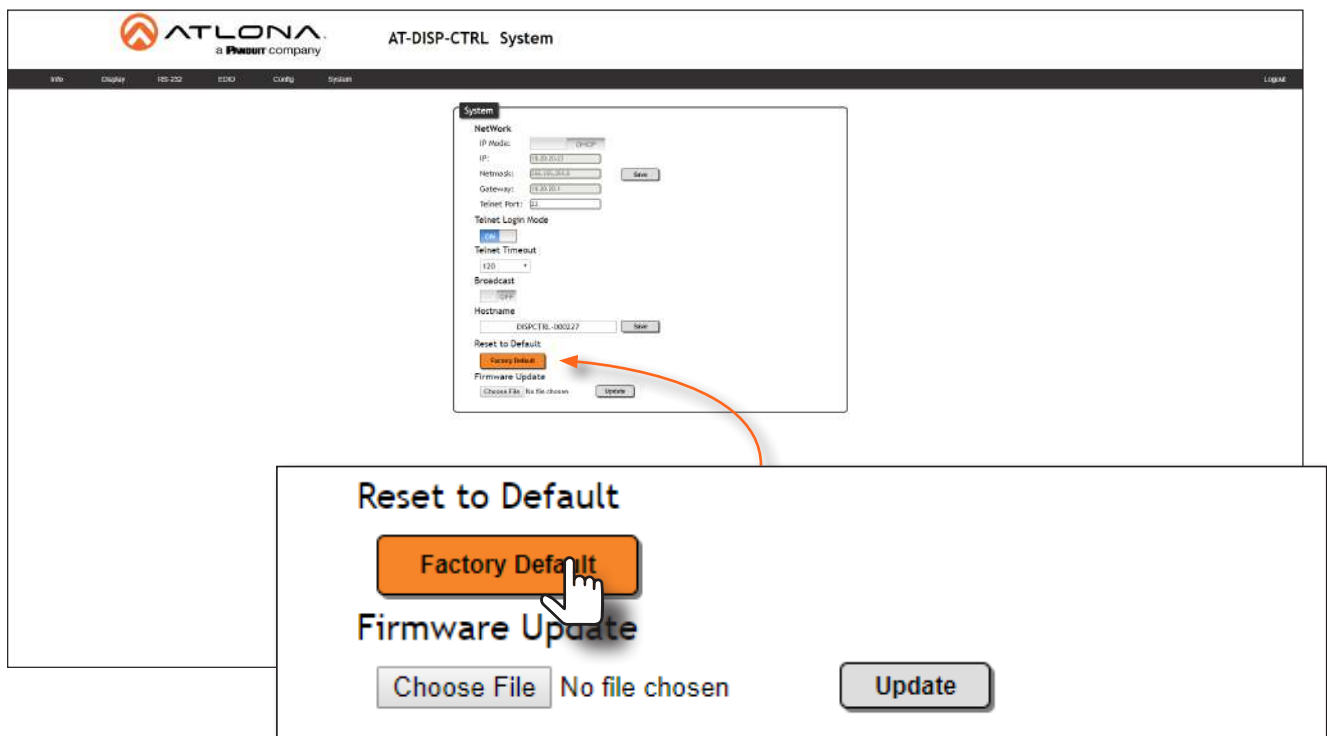 ATLONA.
a PANDUIT company
AT-DISP-CTRL System
Info Display RS-232 EDID Config System Logout
System
NetWork
IP Mode: DHCP
IP:
Netmask: Save
Gateway:
Telnet Port: 23
Telnet Login Mode
ON
Telnet Timeout
120
Broadcast
OFF
Hostname
DISPCTRL-000227 Save
Reset to Default
Factory Default
Firmware Update
Choose File No file chosen Update
Reset to Default
Factory Default
Firmware Update
Choose File No file chosen Update